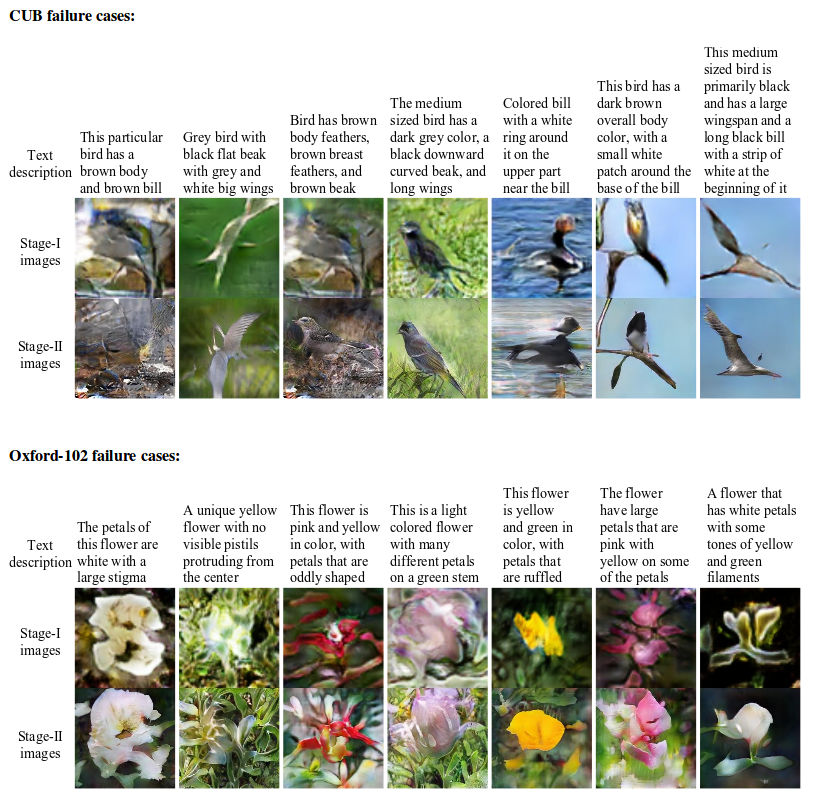 CUB failure cases:
Text
description
This particular
bird has a
brown body
and brown bill
Grey bird with
black flat beak
with grey and
white big wings
Bird has brown
body feathers,
brown breast
feathers, and
brown beak
The medium
sized bird has a
dark grey color, a
black downward
curved beak, and
long wings
Colored bill
with a white
ring around
it on the
upper part
near the bill
This bird has a
dark brown
overall body
color, with a
small white
patch around the
base of the bill
This medium
sized bird is
primarily black
and has a large
wingspan and a
long black bill
with a strip of
white at the
beginning of it
Stage-I
images
Stage-II
images
Oxford-102 failure cases:
Text
description
The petals of
this flower are
white with a
large stigma
A unique yellow
flower with no
visible pistils
protruding from
the center
This flower is
pink and yellow
in color, with
petals that are
oddly shaped
This is a light
colored flower
with many
different petals
on a green stem
This flower
is yellow
and green in
color, with
petals that
are ruffled
The flower
have large
petals that are
pink with
yellow on some
of the petals
A flower that
has white petals
with some
tones of yellow
and green
filaments
Stage-I
images
Stage-II
images